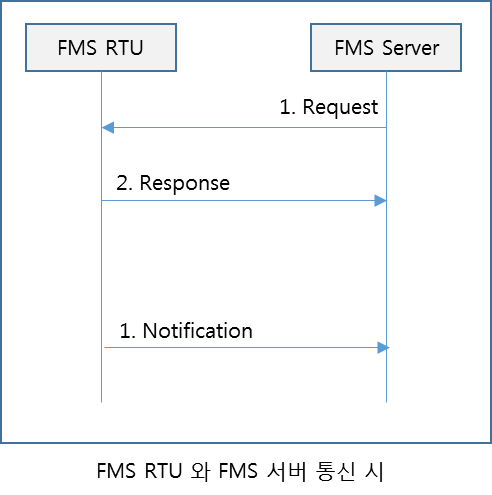 FMS RTU
FMS Server
1. Request
2. Response
1. Notification
FMS RTU 와 FMS 서버 통신 시